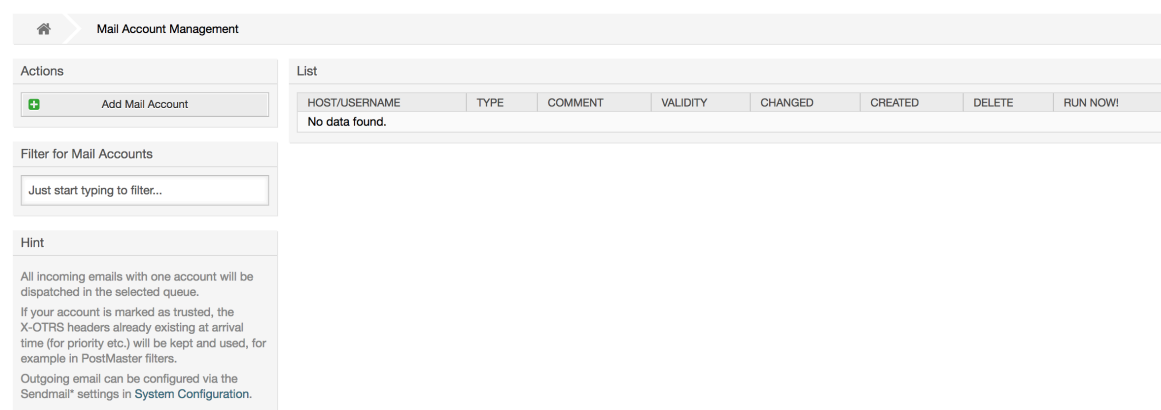 Mail Account Management
Actions
Add Mail Account
Filter for Mail Accounts
Just start typing to filter...
Hint
All incoming emails with one account will be
dispatched in the selected queue.
If your account is marked as trusted, the
X-OTRS headers already existing at arrival
time (for priority etc.) will be kept and used, for
example in PostMaster filters.
Outgoing email can be configured via the
Sendmail* settings in System Configuration.
List
HOST/USERNAME TYPE COMMENT VALIDITY CHANGED CREATED DELETE RUN NOW!
No data found.